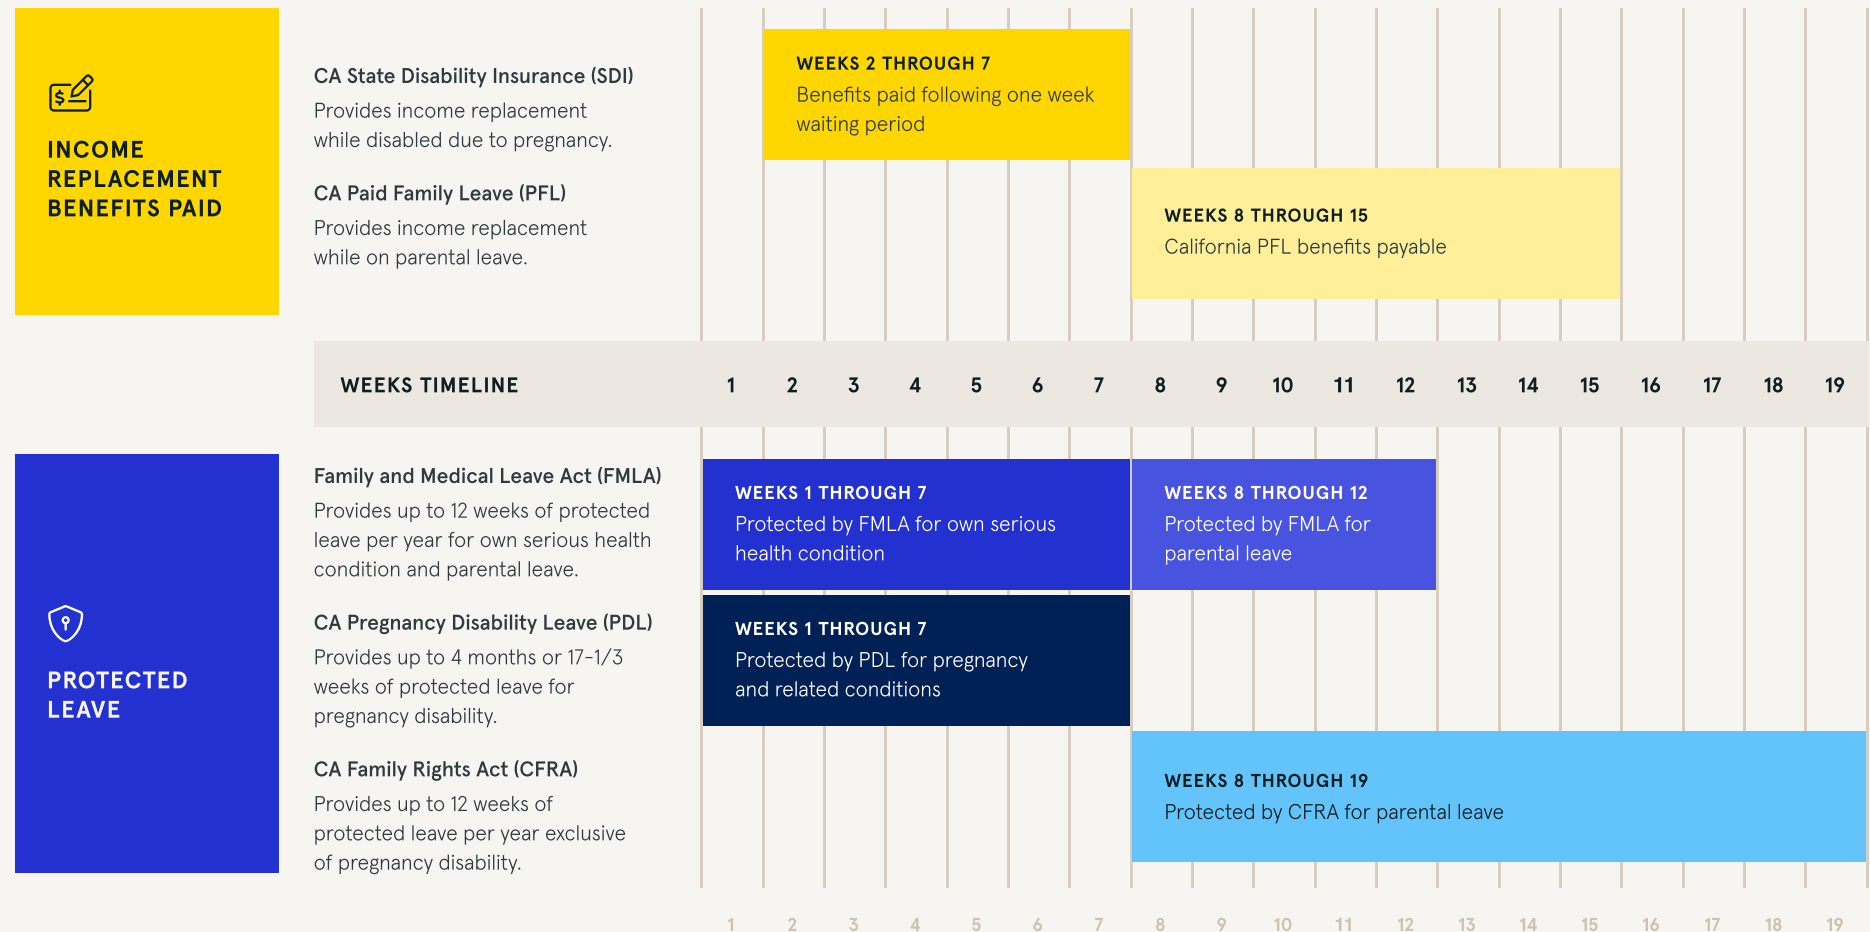 INCOME
REPLACEMENT
BENEFITS PAID
CA State Disability Insurance (SDI)
Provides income replacement
while disabled due to pregnancy.
CA Paid Family Leave (PFL)
Provides income replacement
while on parental leave.
WEEKS 2 THROUGH 7
Benefits paid following one week
waiting period
WEEKS 8 THROUGH 15
California PFL benefits payable
WEEKS TIMELINE 1 2 3 4 5 6 7 8 9 10 11 12 13 14 15 16 17 18 19
PROTECTED
LEAVE
Family and Medical Leave Act (FMLA)
Provides up to 12 weeks of protected
leave per year for own serious health
condition and parental leave.
WEEKS 1 THROUGH 7
Protected by FMLA for own serious
health condition
WEEKS 8 THROUGH 12
Protected by FMLA for
parental leave
CA Pregnancy Disability Leave (PDL)
Provides up to 4 months or 17-1/3
weeks of protected leave for
pregnancy disability.
WEEKS 1 THROUGH 7
Protected by PDL for pregnancy
and related conditions
CA Family Rights Act (CFRA)
Provides up to 12 weeks of
protected leave per year exclusive
of pregnancy disability.
WEEKS 8 THROUGH 19
Protected by CFRA for parental leave
1 2 3 4 5 6 7 8 9 10 11 12 13 14 15 16 17 18 19